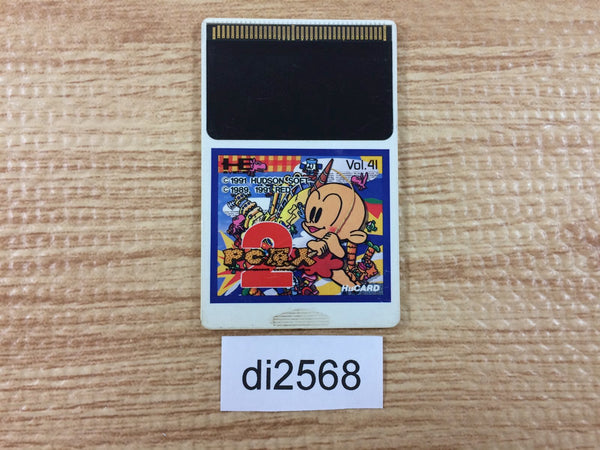 HE
Vol.41
© 1991 HUDSON SOFT
© 1989, 1991 RED
PC原人
2
HuCARD
di2568